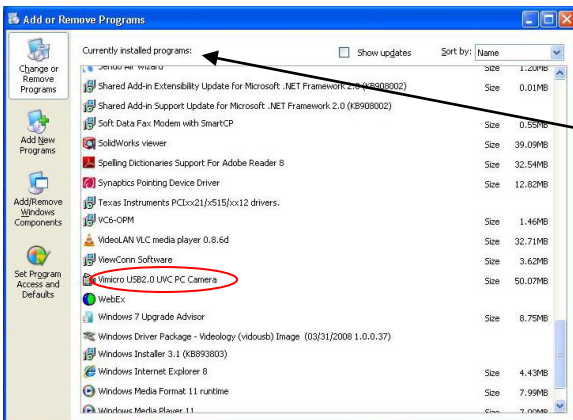 Add or Remove Programs
Currently installed programs:
Show updates
Sort by: Name
Change or
Remove
Programs
Add New
Programs
Add/Remove
Windows
Components
Set Program
Access and
Defaults
Sendo Air Wizard Size 1.20MB
Shared Add-in Extensibility Update for Microsoft .NET Framework 2.0 (KB908002) Size 0.01MB
Shared Add-in Support Update for Microsoft .NET Framework 2.0 (KB908002)
Soft Data Fax Modem with SmartCP Size 0.55MB
SolidWorks viewer Size 39.09MB
Spelling Dictionaries Support For Adobe Reader 8 Size 32.54MB
Synaptics Pointing Device Driver Size 12.82MB
Texas Instruments PCIxx21/x515/xx12 drivers.
VC6-OPM Size 1.46MB
VideoLAN VLC media player 0.8.6d Size 32.71MB
ViewConn Software Size 3.62MB
Vimicro USB2.0 UVC PC Camera Size 50.07MB
WebEx
Windows 7 Upgrade Advisor Size 8.75MB
Windows Driver Package - Videology (vidousb) Image (03/31/2008 1.0.0.37)
Windows Installer 3.1 (KB893803)
Windows Internet Explorer 8 Size 4.43MB
Windows Media Format 11 runtime Size 7.99MB
Windows Media Player 11 Size 7.00MB